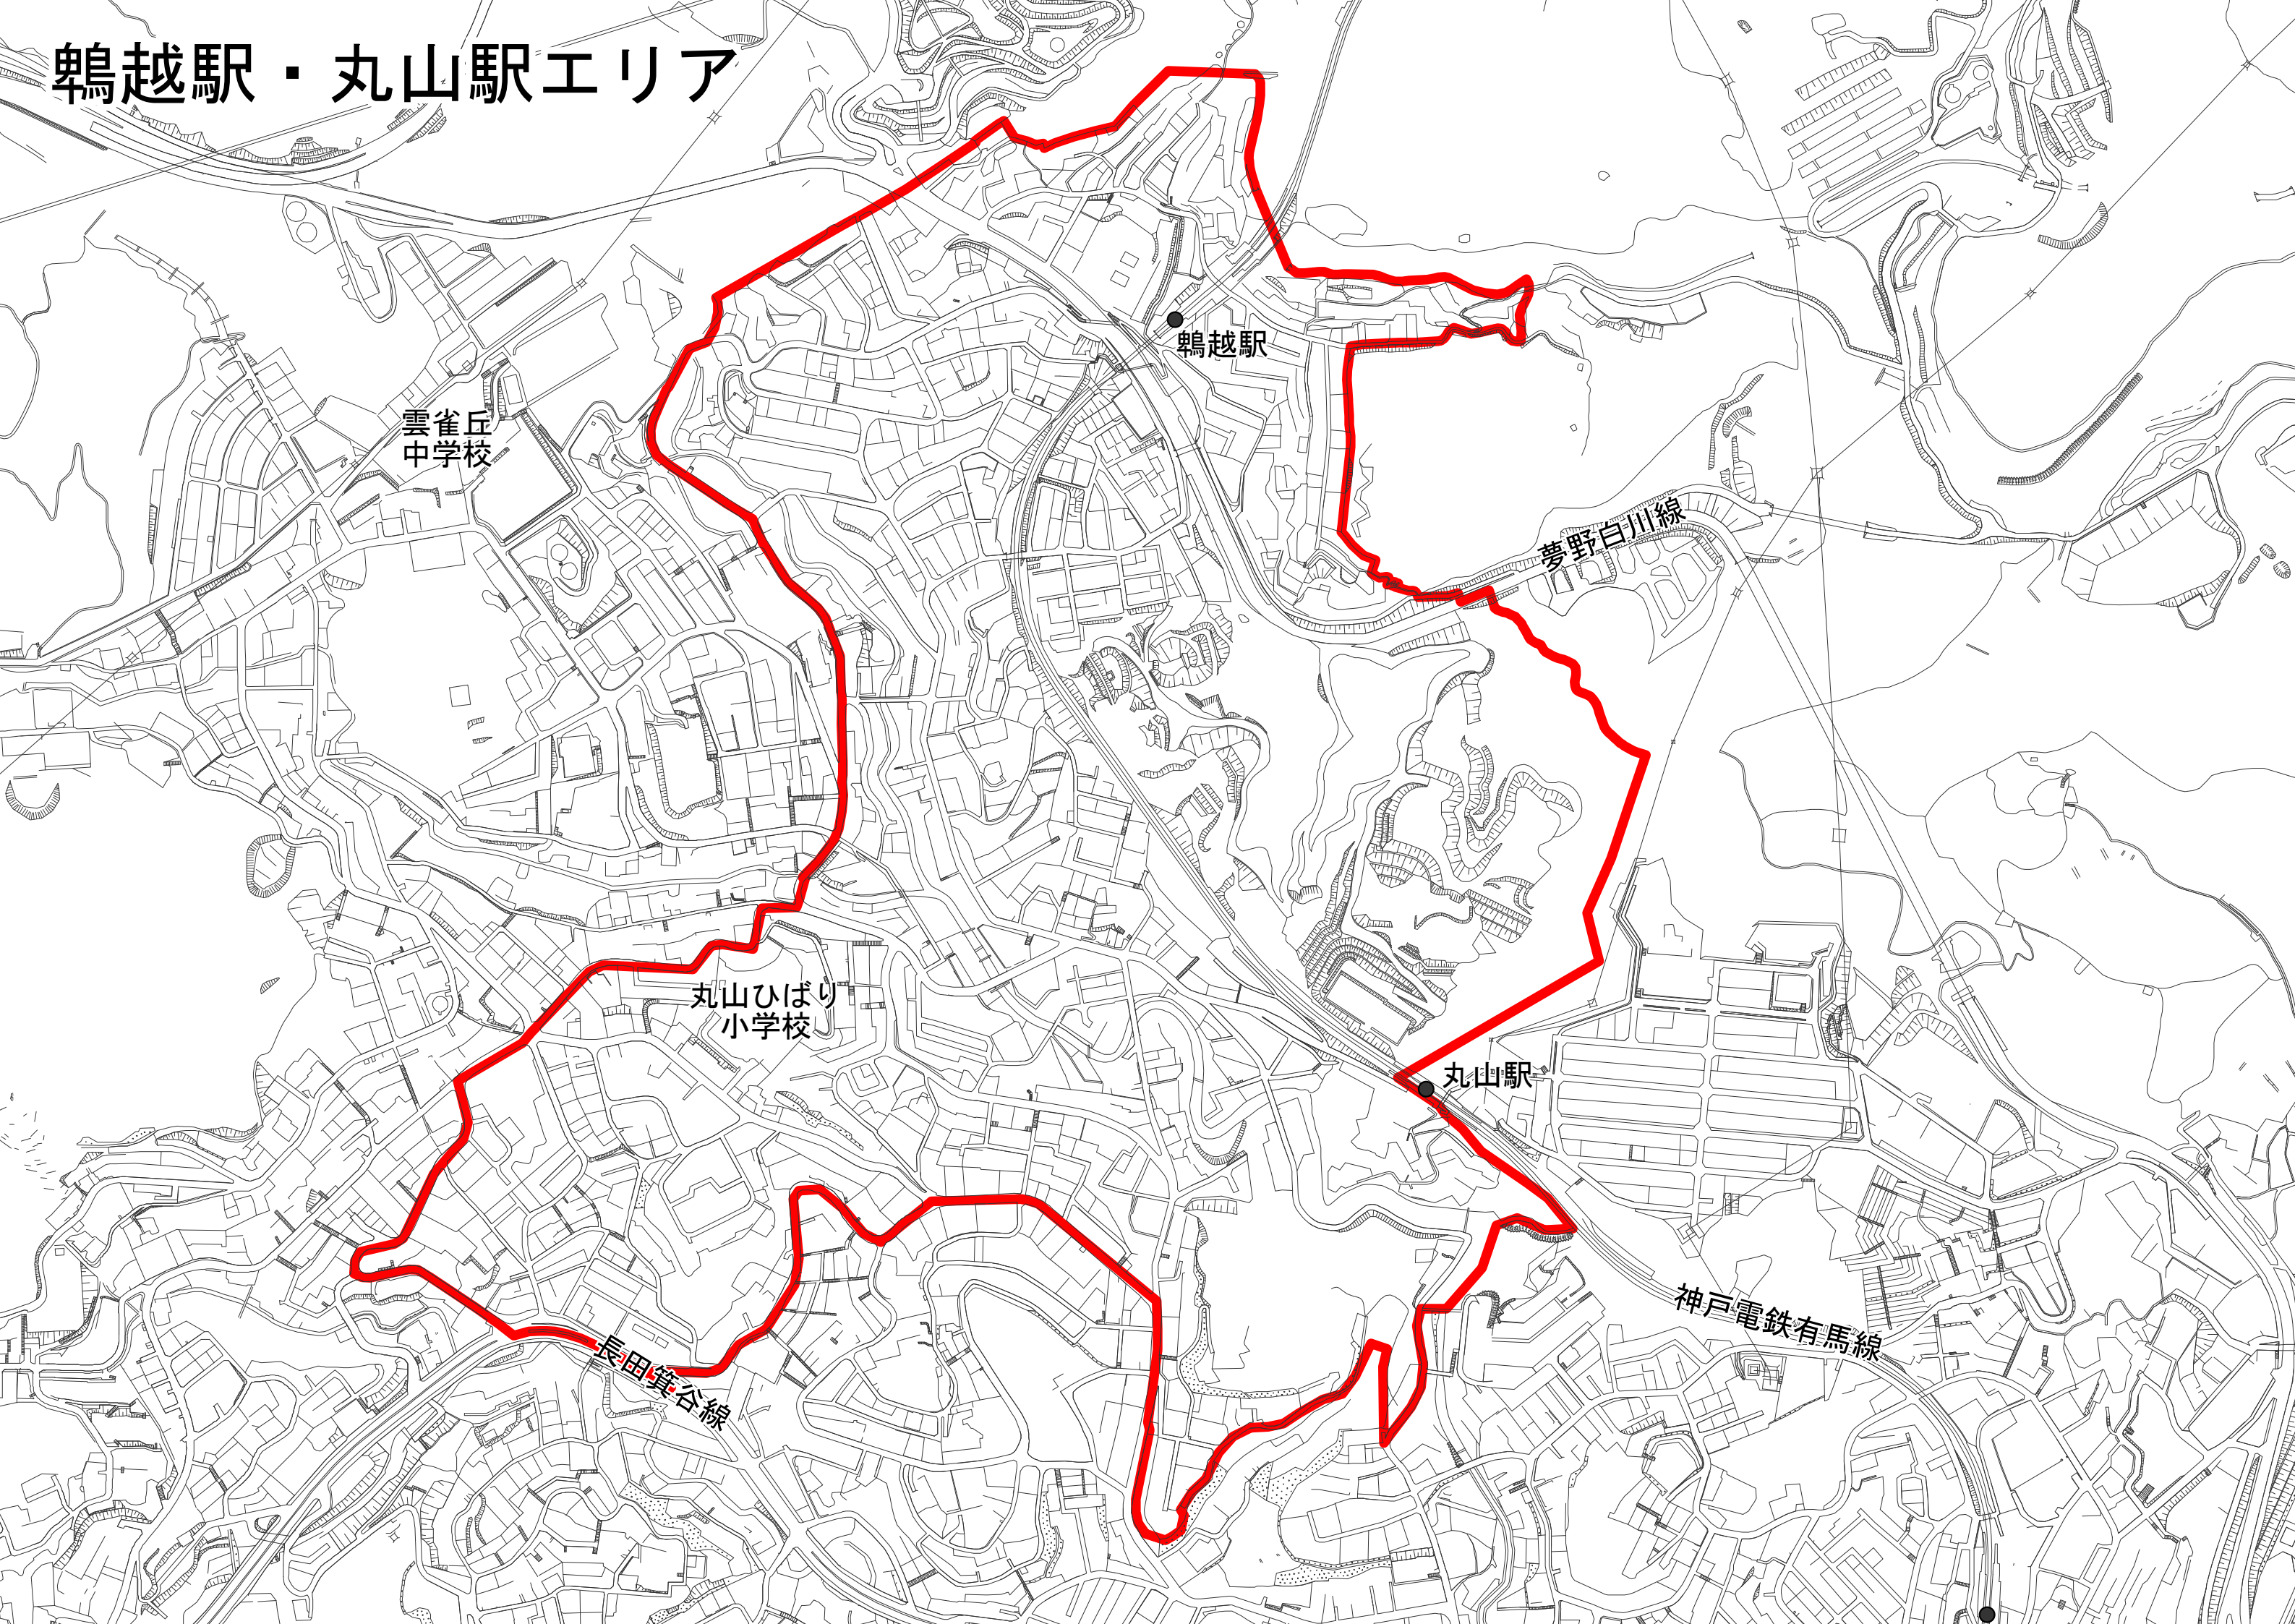 鵯越駅・丸山駅エリア
鵯越駅
雲雀丘
中学校
夢野白川線
丸山ひばり
小学校
丸山駅
神戸電鉄有馬線
長田箕谷線